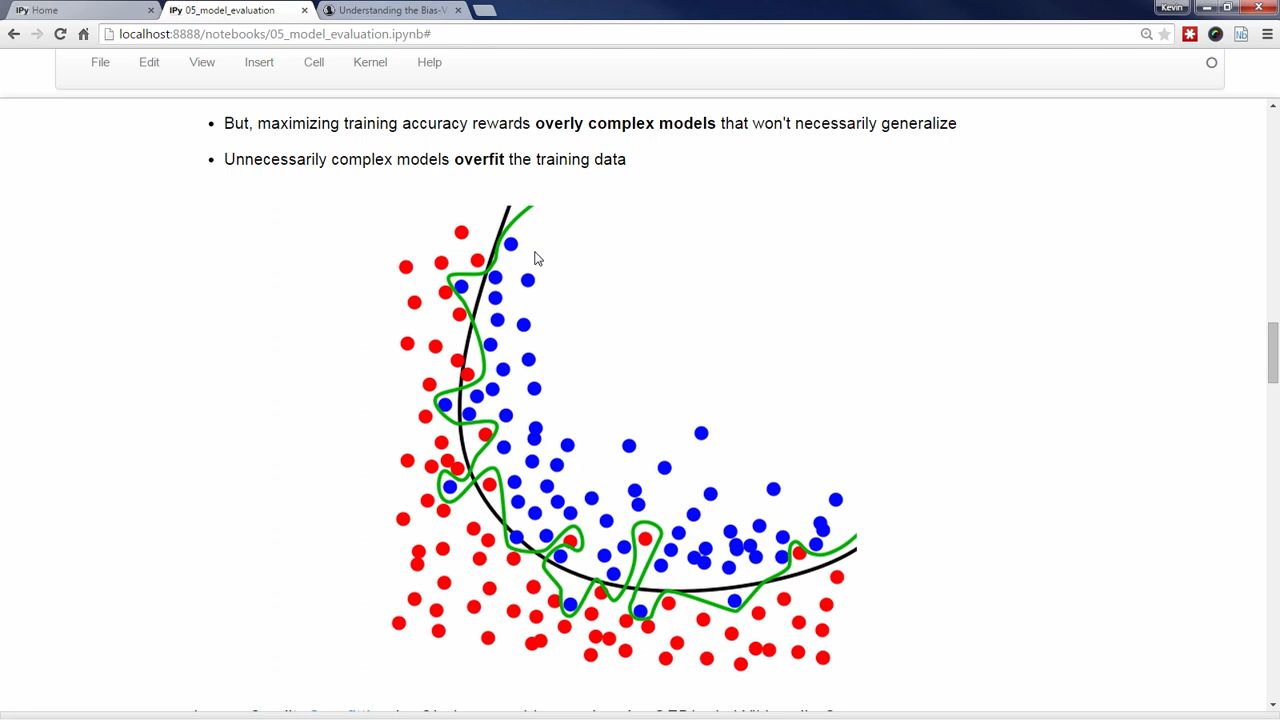 Kevin
IPy Home
IPy 05_model_evaluation
Understanding the Bias-V
localhost:8888/notebooks/05_model_evaluation.ipynb#
File Edit View Insert Cell Kernel Help
But, maximizing training accuracy rewards overly complex models that won't necessarily generalize
Unnecessarily complex models overfit the training data